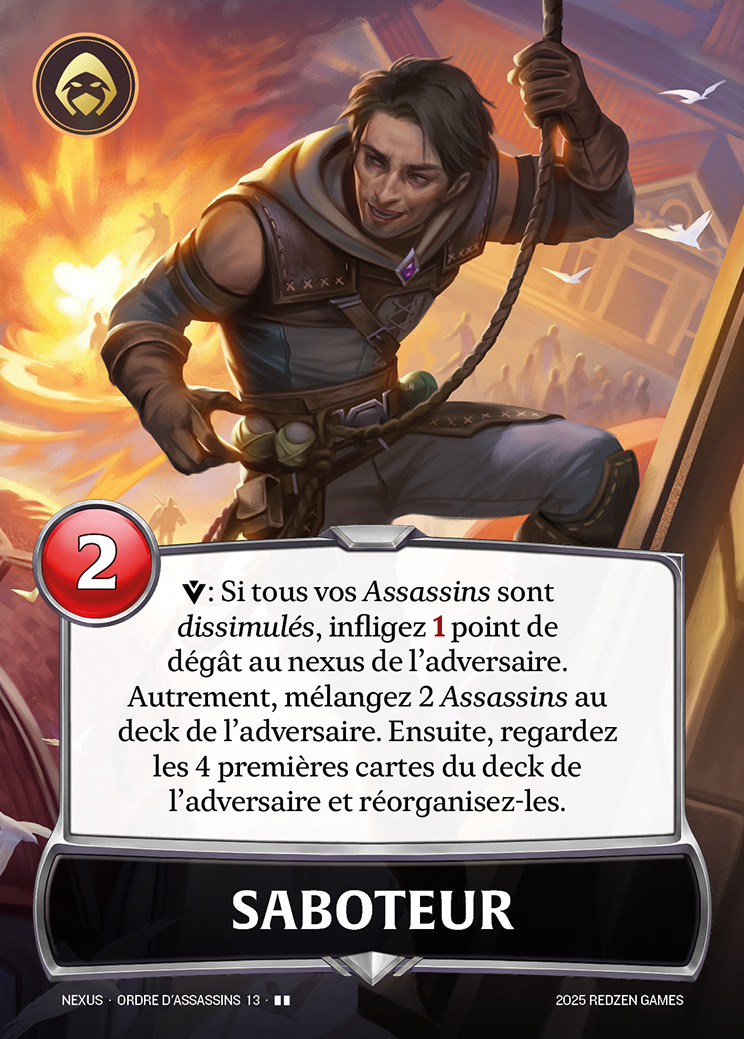 2
: Si tous vos Assassins sont
dissimulés, infligez 1 point de
dégât au nexus de l’adversaire.
Autrement, mélangez 2 Assassins au
deck de l’adversaire. Ensuite, regardez
les 4 premières cartes du deck de
l’adversaire et réorganisez-les.
SABOTEUR
NEXUS · ORDRE D’ASSASSINS 13 ·
2025 REDZEN GAMES